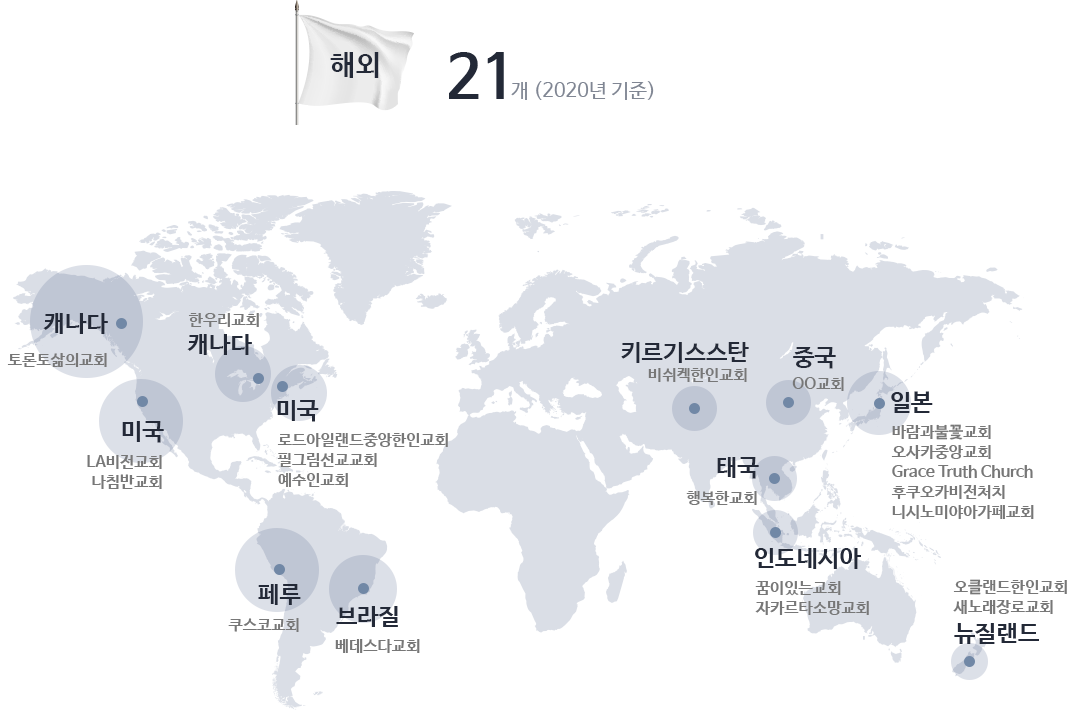 해외
21개 (2020년 기준)
캐나다
토론토삶의교회
한우리교회
캐나다
미국
LA비전교회
나침반교회
미국
로드아일랜드중앙한인교회
필그림선교교회
예수인교회
페루
쿠스코교회
브라질
베데스다교회
키르기스스탄
비쉬켁한인교회
중국
OO교회
일본
바람과불꽃교회
오사카중앙교회
Grace Truth Church
후쿠오카비전처치
니시노미야아가페교회
태국
행복한교회
인도네시아
꿈이있는교회
자카르타소망교회
오클랜드한인교회
새노래장로교회
뉴질랜드